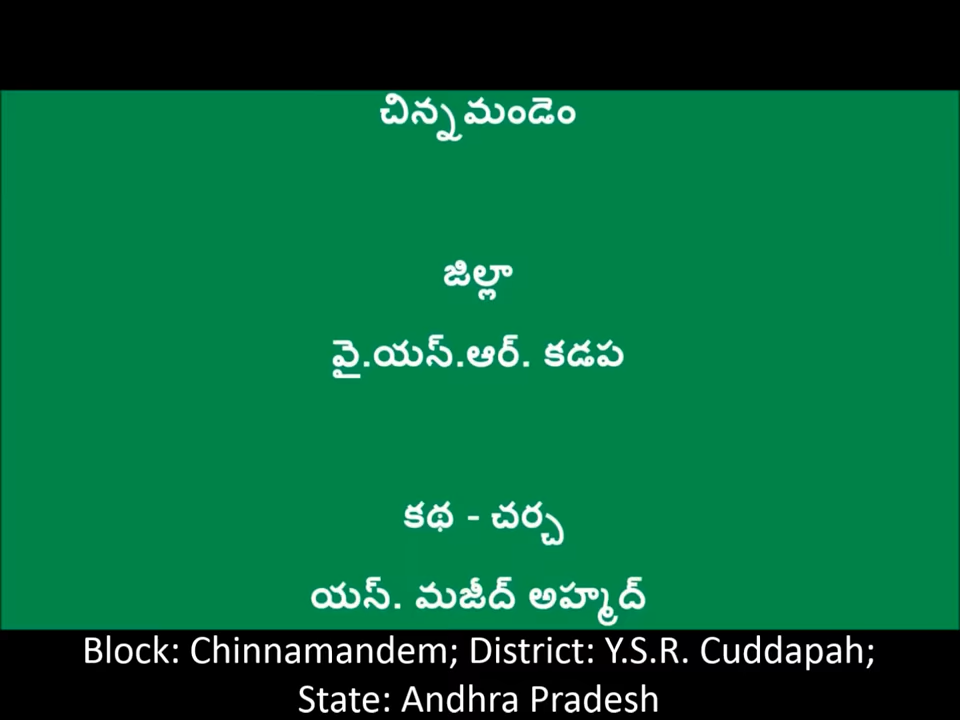 చిన్నమండెం
జిల్లా
వై.యస్.ఆర్. కడప
కథ - చర్చ
యస్. మజీద్ అహ్మద్
Block: Chinnamandem; District: Y.S.R. Cuddapah;
State: Andhra Pradesh